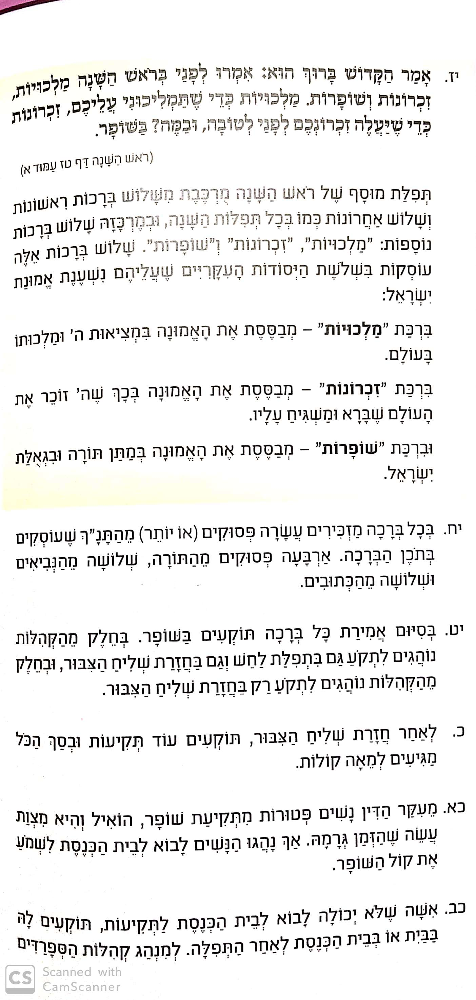 יז. אָמַר הַקָּדוֹשׁ בָּרוּךְ הוּא: אִמְרוּ לְפָנַי בְּרֹאשׁ הַשָּׁנָה מַלְכוּיוֹת,
זִכְרוֹנוֹת וְשׁוֹפָרוֹת. מַלְכוּיוֹת כְּדֵי שֶׁתַּמְלִיכוּנִי עֲלֵיכֶם, זִכְרוֹנוֹת
כְּדֵי שֶׁיַּעֲלֶה זִכְרוֹנְכֶם לְפָנַי לְטוֹבָה, וּבַמֶּה? בַּשּׁוֹפָר.
(רֹאשׁ הַשָּׁנָה דַּף טז עַמּוּד א)
תְּפִלַּת מוּסָף שֶׁל רֹאשׁ הַשָּׁנָה מֻרְכֶּבֶת מִשָּׁלוֹשׁ בְּרָכוֹת רִאשׁוֹנוֹת
וְשָׁלוֹשׁ אַחֲרוֹנוֹת כְּמוֹ בְּכָל תְּפִלּוֹת הַשָּׁנָה, וּבְמֶרְכָּזָהּ שָׁלוֹשׁ בְּרָכוֹת
נוֹסָפוֹת: "מַלְכוּיוֹת", "זִכְרוֹנוֹת" וְ"שׁוֹפָרוֹת". שָׁלוֹשׁ בְּרָכוֹת אֵלֶּה
עוֹסְקוֹת בִּשְׁלֹשֶׁת הַיְּסוֹדוֹת הָעִקָּרִיִּים שֶׁעֲלֵיהֶם נִשְׁעֶנֶת אֱמוּנַת
יִשְׂרָאֵל:
בִּרְכַּת "מַלְכוּיוֹת" – מְבַסֶּסֶת אֶת הָאֱמוּנָה בִּמְצִיאוּת ה' וּמַלְכוּתוֹ
בָּעוֹלָם.
בִּרְכַּת "זִכְרוֹנוֹת" – מְבַסֶּסֶת אֶת הָאֱמוּנָה בְּכָךְ שֶׁה' זוֹכֵר אֶת
הָעוֹלָם שֶׁבָּרָא וּמַשְׁגִּיחַ עָלָיו.
וּבִרְכַּת "שׁוֹפָרוֹת" – מְבַסֶּסֶת אֶת הָאֱמוּנָה בְּמַתַּן תּוֹרָה וּבִגְאֻלַּת
יִשְׂרָאֵל.
יח. בְּכָל בְּרָכָה מַזְכִּירִים עֲשָׂרָה פְּסוּקִים (אוֹ יוֹתֵר) מֵהַתָּנָ"ךְ שֶׁעוֹסְקִים
בְּתֹכֶן הַבְּרָכָה. אַרְבָּעָה פְּסוּקִים מֵהַתּוֹרָה, שְׁלוֹשָׁה מֵהַנְּבִיאִים
וּשְׁלוֹשָׁה מֵהַכְּתוּבִים.
יט. בְּסִיּוּם אֲמִירַת כָּל בְּרָכָה תּוֹקְעִים בַּשּׁוֹפָר. בְּחֵלֶק מֵהַקְּהִלּוֹת
נוֹהֲגִים לִתְקֹעַ גַּם בִּתְפִלַּת לַחַשׁ וְגַם בַּחֲזָרַת שְׁלִיחַ הַצִּבּוּר, וּבְחֵלֶק
מֵהַקְּהִלּוֹת נוֹהֲגִים לִתְקֹעַ רַק בַּחֲזָרַת שְׁלִיחַ הַצִּבּוּר.
כ. לְאַחַר חֲזָרַת שְׁלִיחַ הַצִּבּוּר, תּוֹקְעִים עוֹד תְּקִיעוֹת וּבְסַךְ הַכֹּל
מַגִּיעִים לְמֵאָה קוֹלוֹת.
כא. מֵעִקַּר הַדִּין נָשִׁים פְּטוּרוֹת מִתְּקִיעַת שׁוֹפָר, הוֹאִיל וְהִיא מִצְוַת
עֲשֵׂה שֶׁהַזְּמַן גְּרָמָהּ. אַךְ נָהֲגוּ הַנָּשִׁים לָבוֹא לְבֵית הַכְּנֶסֶת לִשְׁמֹעַ
אֶת קוֹל הַשּׁוֹפָר.
כב. אִשָּׁה שֶׁלֹּא יְכוֹלָה לָבוֹא לְבֵית הַכְּנֶסֶת לַתְּקִיעוֹת, תּוֹקְעִים לָהּ
בַּבַּיִת אוֹ בְּבֵית הַכְּנֶסֶת לְאַחַר הַתְּפִלָּה. לְמִנְהַג קְהִלּוֹת הַסְּפָרַדִּים
CS Scanned with
CamScanner